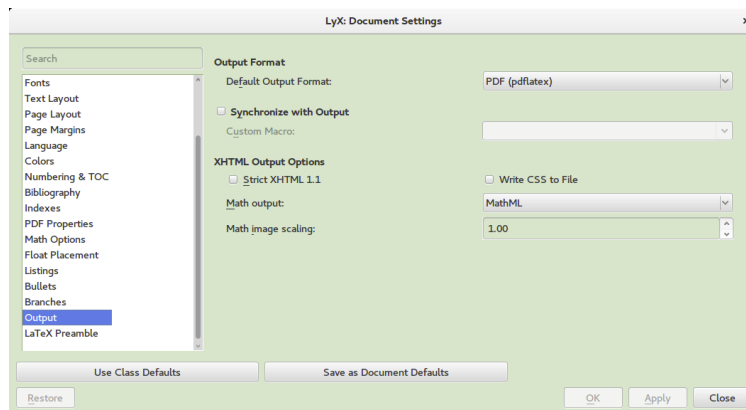 LyX: Document Settings
Search
Fonts
Text Layout
Page Layout
Page Margins
Language
Colors
Numbering & TOC
Bibliography
Indexes
PDF Properties
Math Options
Float Placement
Listings
Bullets
Branches
Output
LaTeX Preamble
Output Format
Default Output Format: PDF (pdflatex)
Synchronize with Output
Custom Macro:
XHTML Output Options
Strict XHTML 1.1 Write CSS to File
Math output: MathML
Math image scaling: 1.00
Use Class Defaults Save as Document Defaults
Restore OK Apply Close